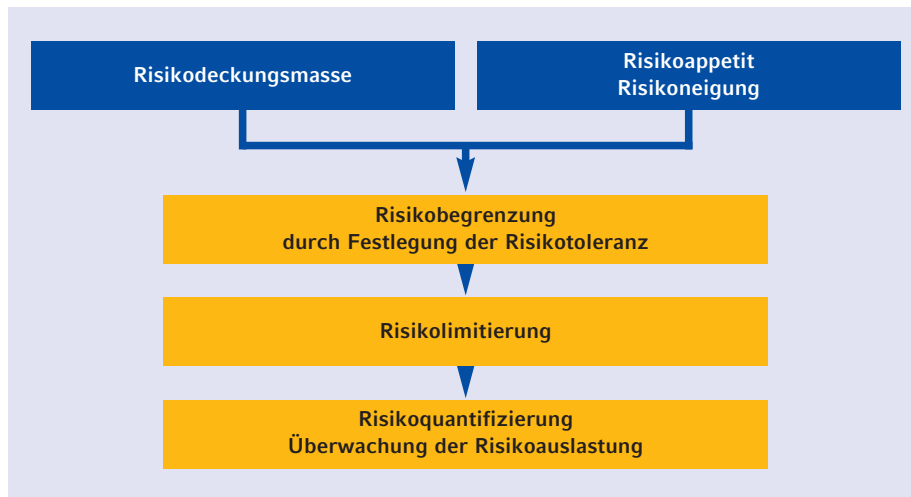 Risikodeckungsmasse
Risikoappetit
Risikoneigung
Risikobegrenzung
durch Festlegung der Risikotoleranz
Risikolimitierung
Risikoquantifizierung
Überwachung der Risikoauslastung